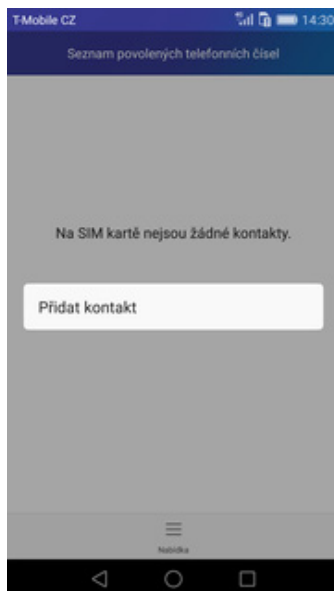 T-Mobile CZ 14:30
Seznam povolených telefonních čísel
Na SIM kartě nejsou žádné kontakty.
Přidat kontakt
Nabídka